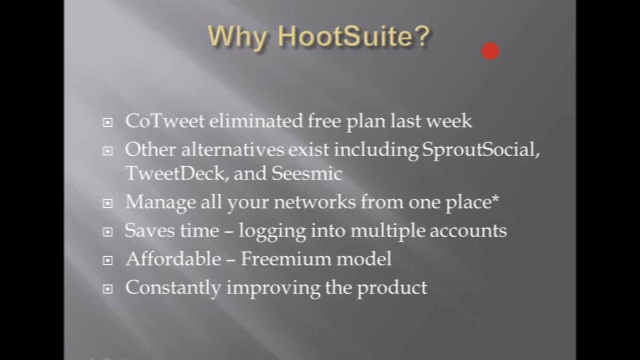 Why HootSuite?
CoTweet eliminated free plan last week
Other alternatives exist including SproutSocial,
TweetDeck, and Seesmic
Manage all your networks from one place*
Saves time – logging into multiple accounts
Affordable – Freemium model
Constantly improving the product